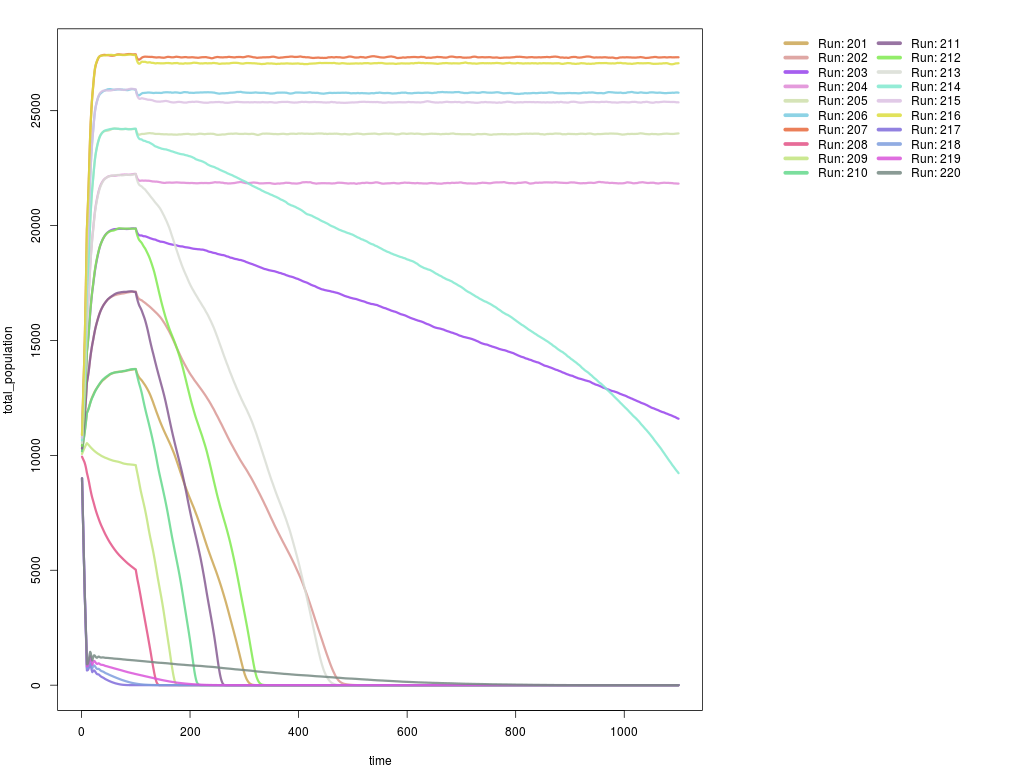 25000
20000
15000
10000
5000
0
total_population
0 200 400 600 800 1000
time
Run: 201 Run: 211
Run: 202 Run: 212
Run: 203 Run: 213
Run: 204 Run: 214
Run: 205 Run: 215
Run: 206 Run: 216
Run: 207 Run: 217
Run: 208 Run: 218
Run: 209 Run: 219
Run: 210 Run: 220